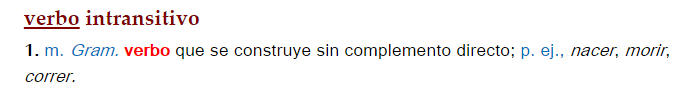 verbo intransitivo
1. m. Gram. verbo que se construye sin complemento directo; p. ej., nacer, morir,
correr.